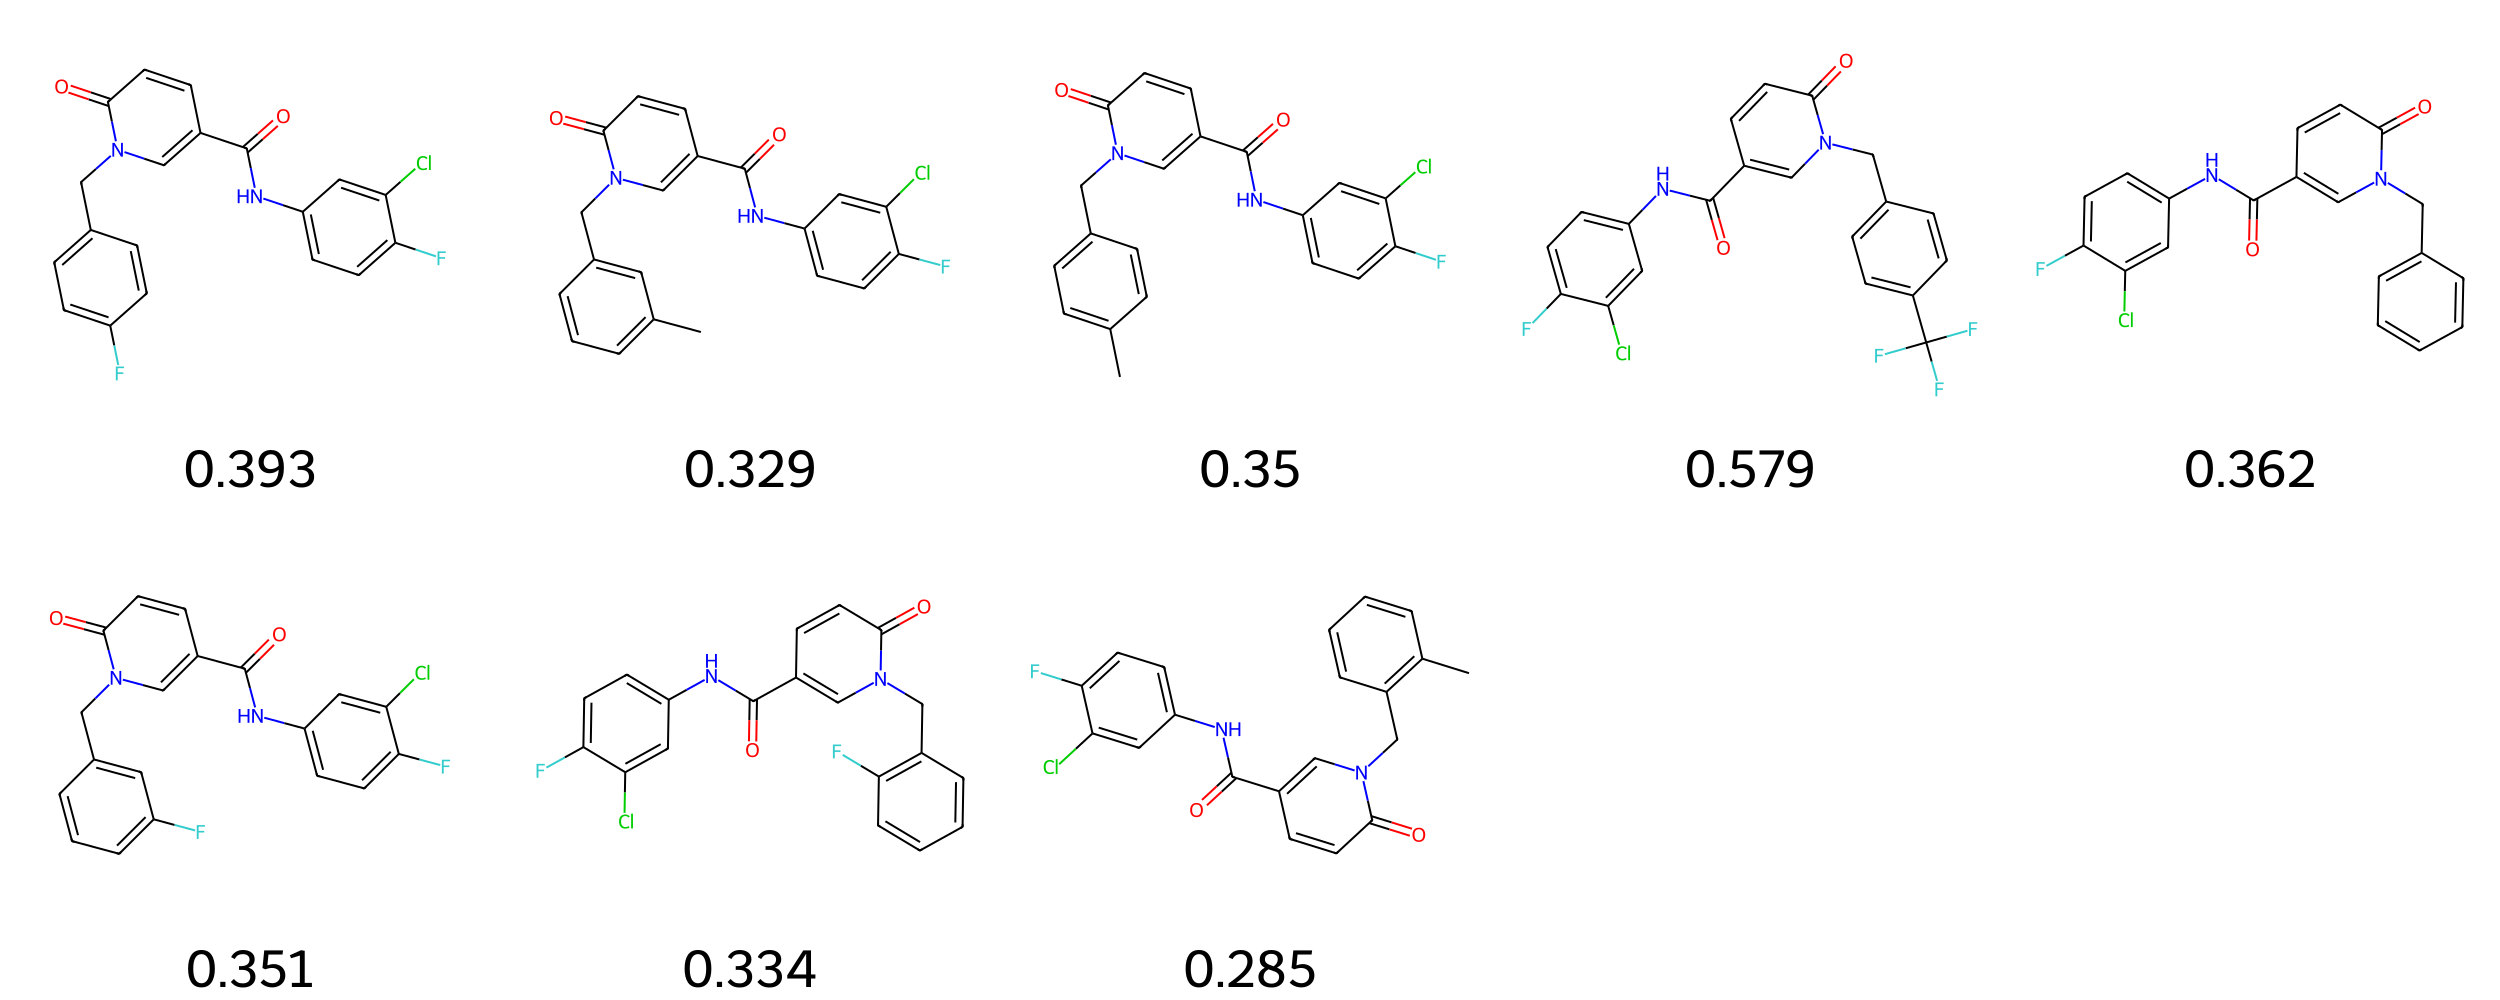 O O HN Cl F F
O O HN Cl F
O O HN Cl F
O N H N O F Cl F F F
O H N N O F Cl
0.393 0.329 0.35 0.579 0.362
O O N HN Cl F F
O H N N O F F Cl
F NH Cl O N O
0.351 0.334 0.285